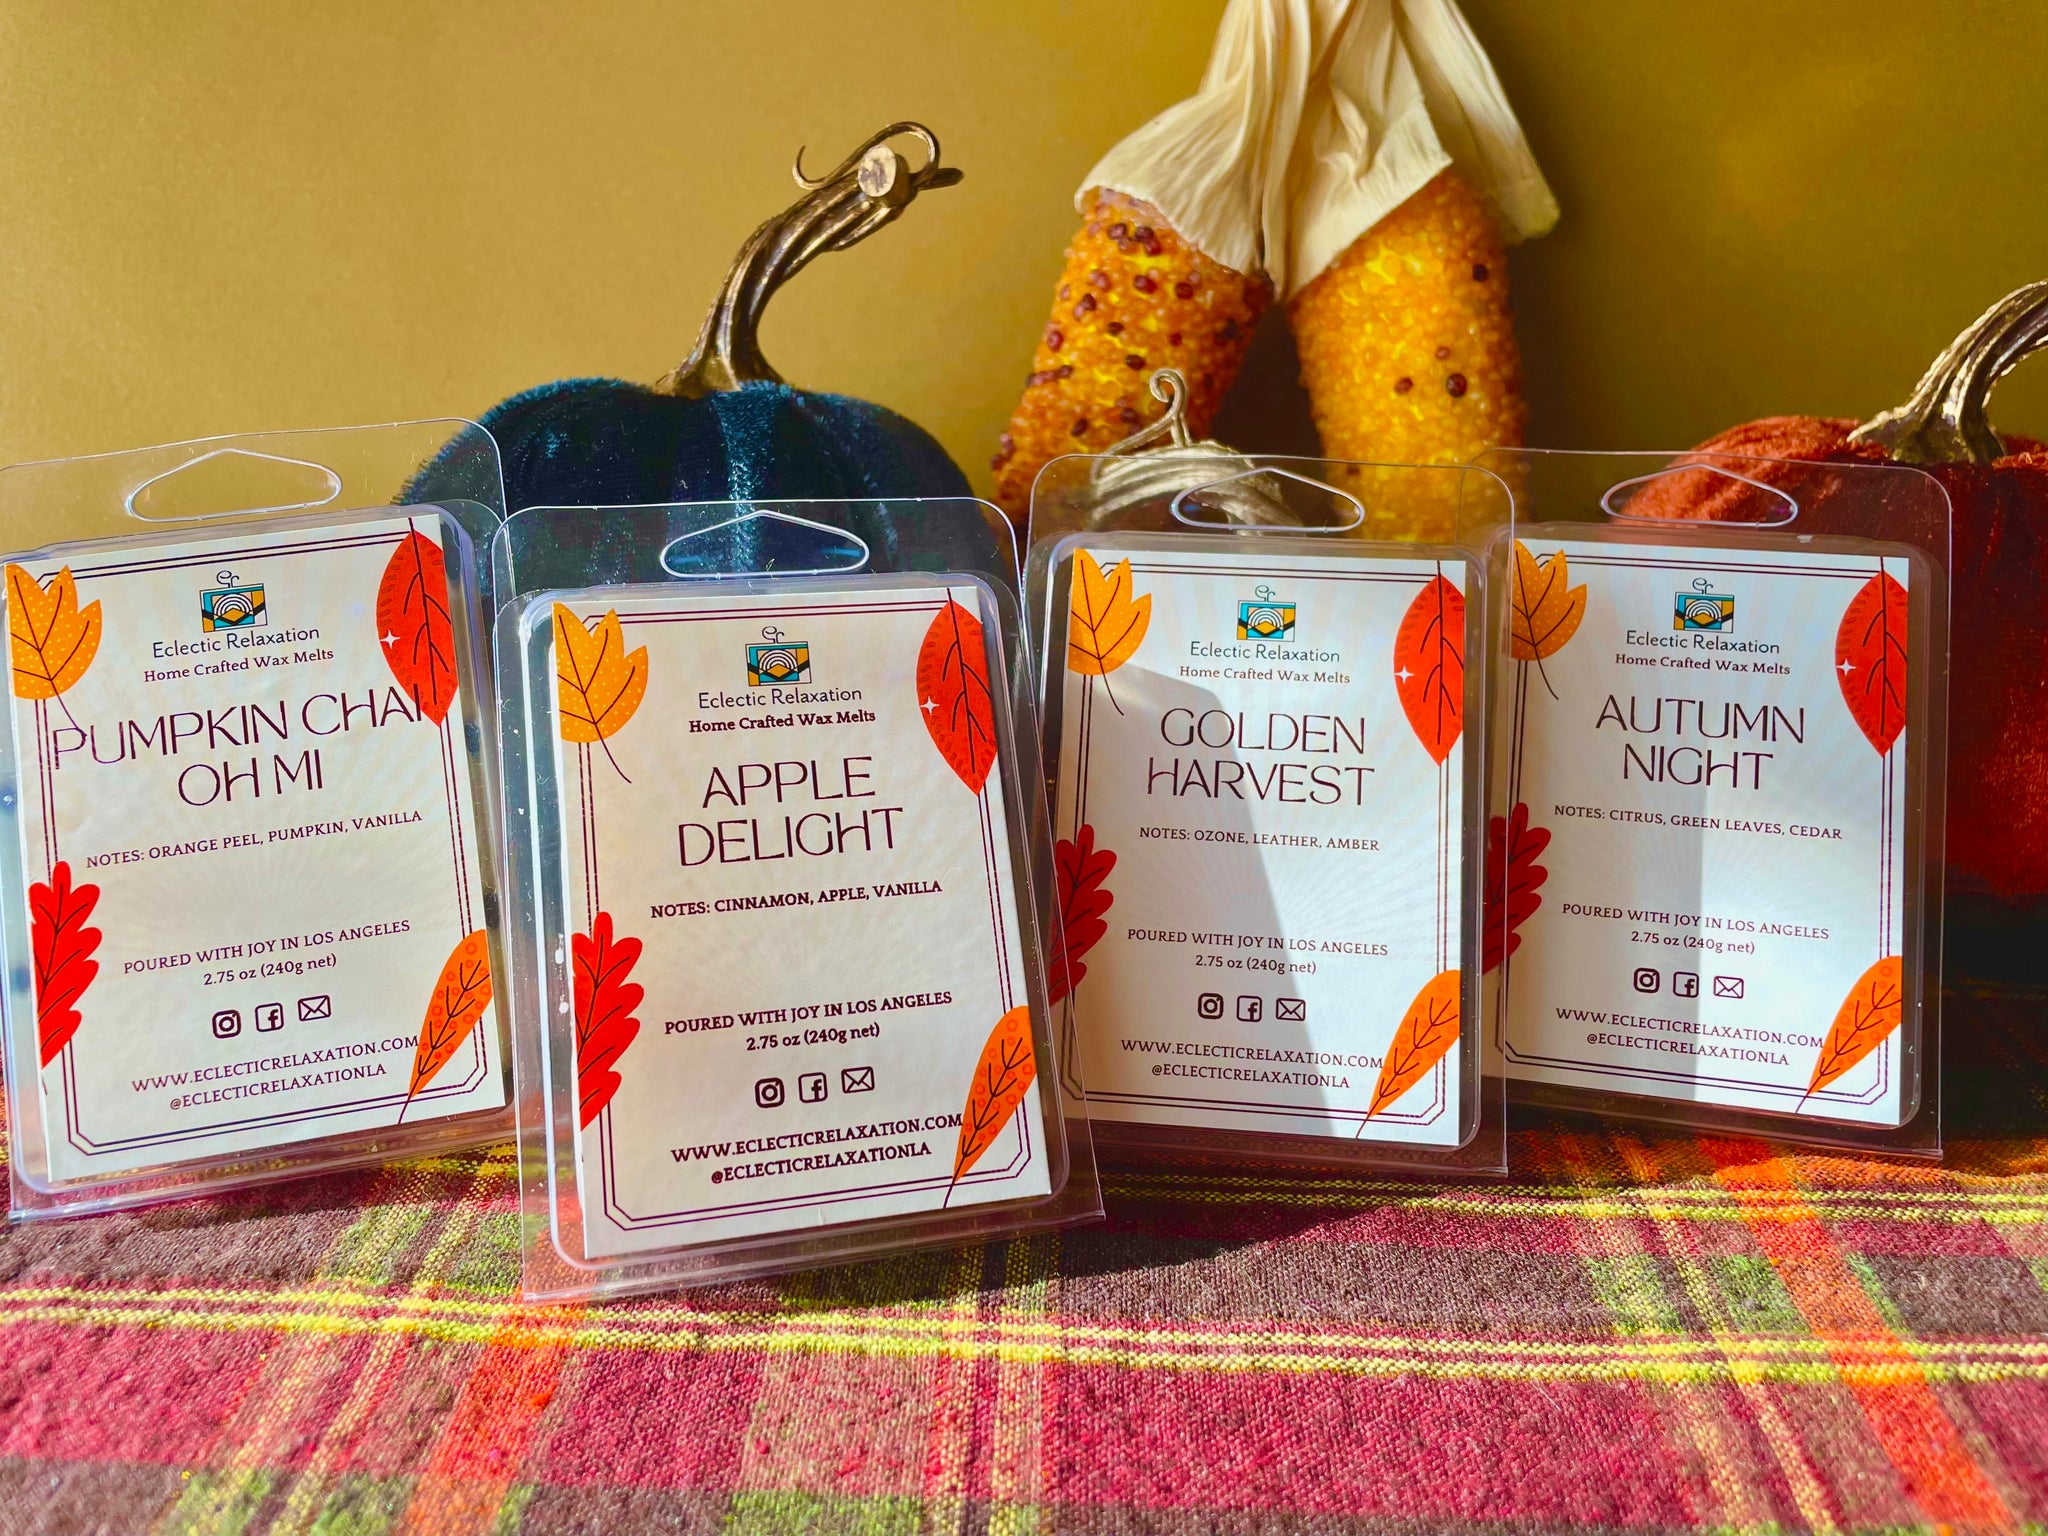 Eclectic Relaxation
Home Crafted Wax Melts
PUMPKIN CHAI
OH MI
NOTES: ORANGE PEEL, PUMPKIN, VANILLA
POURED WITH JOY IN LOS ANGELES
2.75 oz (240g net)
WWW.ECLECTICRELAXATION.COM
@ECLECTICRELAXATIONLA
Eclectic Relaxation
Home Crafted Wax Melts
APPLE
DELIGHT
NOTES: CINNAMON, APPLE, VANILLA
POURED WITH JOY IN LOS ANGELES
2.75 oz (240g net)
WWW.ECLECTICRELAXATION.COM
@ECLECTICRELAXATIONLA
Eclectic Relaxation
Home Crafted Wax Melts
GOLDEN
HARVEST
NOTES: OZONE, LEATHER, AMBER
POURED WITH JOY IN LOS ANGELES
2.75 oz (240g net)
WWW.ECLECTICRELAXATION.COM
@ECLECTICRELAXATIONLA
Eclectic Relaxation
Home Crafted Wax Melts
AUTUMN
NIGHT
NOTES: CITRUS, GREEN LEAVES, CEDAR
POURED WITH JOY IN LOS ANGELES
2.75 oz (240g net)
WWW.ECLECTICRELAXATION.COM
@ECLECTICRELAXATIONLA